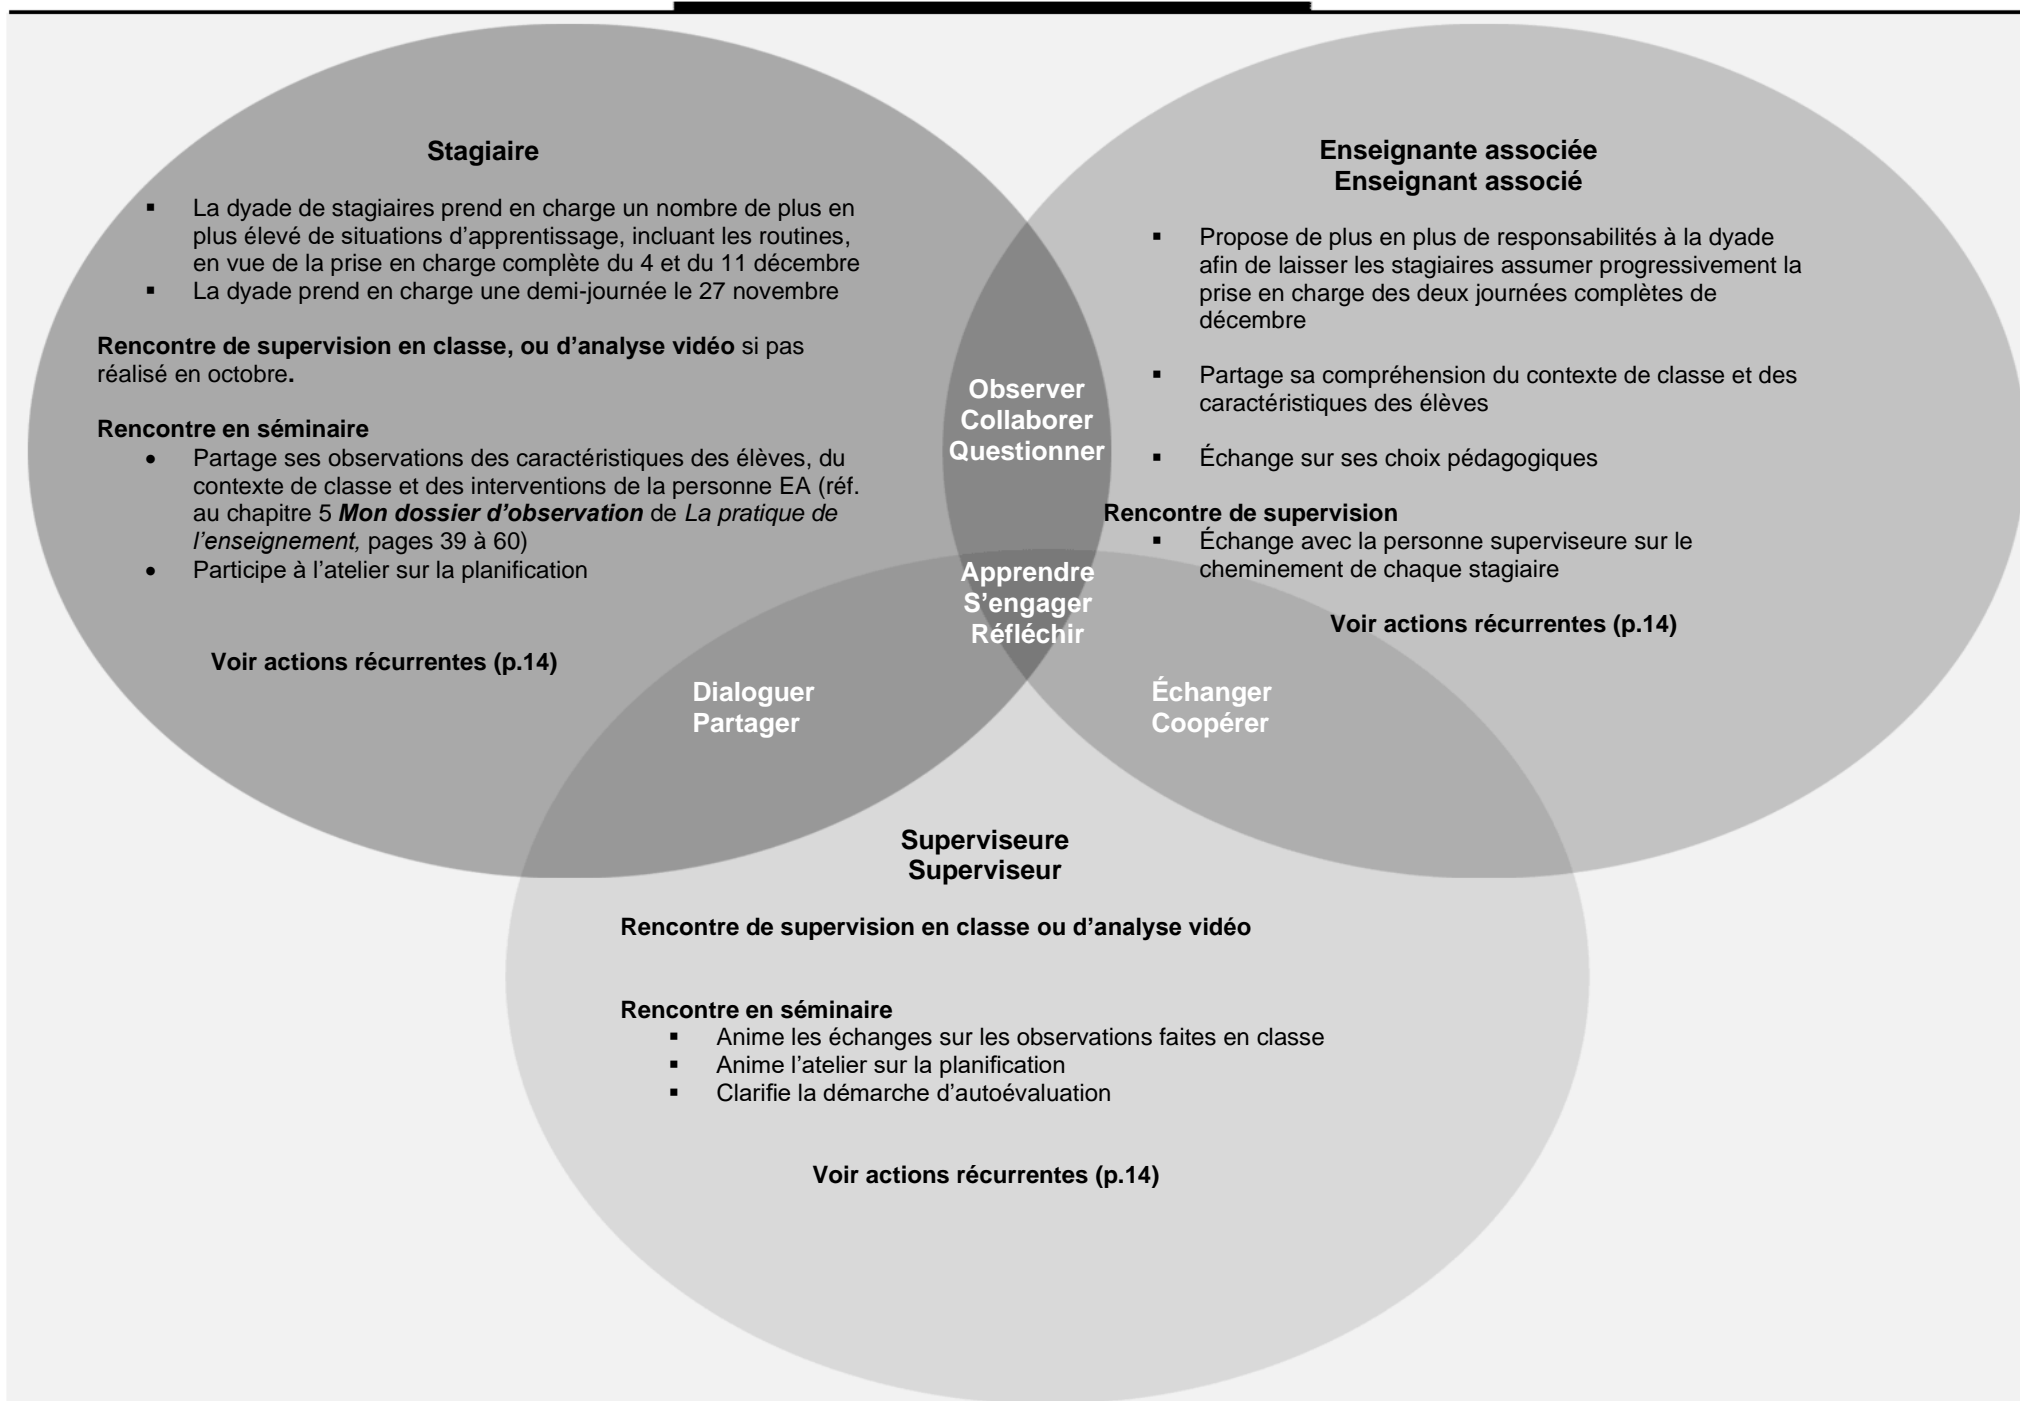 Stagiaire
▪ La dyade de stagiaires prend en charge un nombre de plus en
plus élevé de situations d’apprentissage, incluant les routines,
en vue de la prise en charge complète du 4 et du 11 décembre
▪ La dyade prend en charge une demi-journée le 27 novembre
Rencontre de supervision en classe, ou d’analyse vidéo si pas
réalisé en octobre.
Rencontre en séminaire
• Partage ses observations des caractéristiques des élèves, du
contexte de classe et des interventions de la personne EA (réf.
au chapitre 5 Mon dossier d'observation de La pratique de
l’enseignement, pages 39 à 60)
• Participe à l’atelier sur la planification
Voir actions récurrentes (p.14)
Observer
Collaborer
Questionner
Enseignante associée
Enseignant associé
▪ Propose de plus en plus de responsabilités à la dyade
afin de laisser les stagiaires assumer progressivement la
prise en charge des deux journées complètes de
décembre
▪ Partage sa compréhension du contexte de classe et des
caractéristiques des élèves
▪ Échange sur ses choix pédagogiques
Rencontre de supervision
▪ Échange avec la personne superviseure sur le
cheminement de chaque stagiaire
Voir actions récurrentes (p.14)
Apprendre
S’engager
Réfléchir
Dialoguer
Partager
Échanger
Coopérer
Superviseure
Superviseur
Rencontre de supervision en classe ou d’analyse vidéo
Rencontre en séminaire
▪ Anime les échanges sur les observations faites en classe
▪ Anime l’atelier sur la planification
▪ Clarifie la démarche d’autoévaluation
Voir actions récurrentes (p.14)